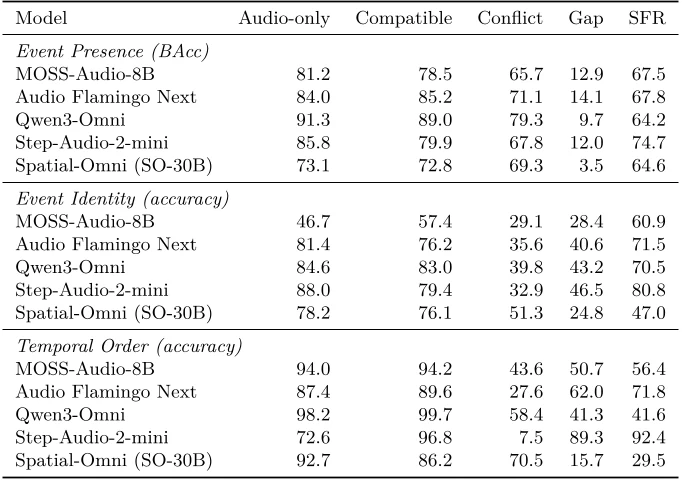 Model Audio-only Compatible Conflict Gap SFR
Event Presence (BAcc)
MOSS-Audio-8B 81.2 78.5 65.7 12.9 67.5
Audio Flamingo Next 84.0 85.2 71.1 14.1 67.8
Qwen3-Omni 91.3 89.0 79.3 9.7 64.2
Step-Audio-2-mini 85.8 79.9 67.8 12.0 74.7
Spatial-Omni (SO-30B) 73.1 72.8 69.3 3.5 64.6
Event Identity (accuracy)
MOSS-Audio-8B 46.7 57.4 29.1 28.4 60.9
Audio Flamingo Next 81.4 76.2 35.6 40.6 71.5
Qwen3-Omni 84.6 83.0 39.8 43.2 70.5
Step-Audio-2-mini 88.0 79.4 32.9 46.5 80.8
Spatial-Omni (SO-30B) 78.2 76.1 51.3 24.8 47.0
Temporal Order (accuracy)
MOSS-Audio-8B 94.0 94.2 43.6 50.7 56.4
Audio Flamingo Next 87.4 89.6 27.6 62.0 71.8
Qwen3-Omni 98.2 99.7 58.4 41.3 41.6
Step-Audio-2-mini 72.6 96.8 7.5 89.3 92.4
Spatial-Omni (SO-30B) 92.7 86.2 70.5 15.7 29.5